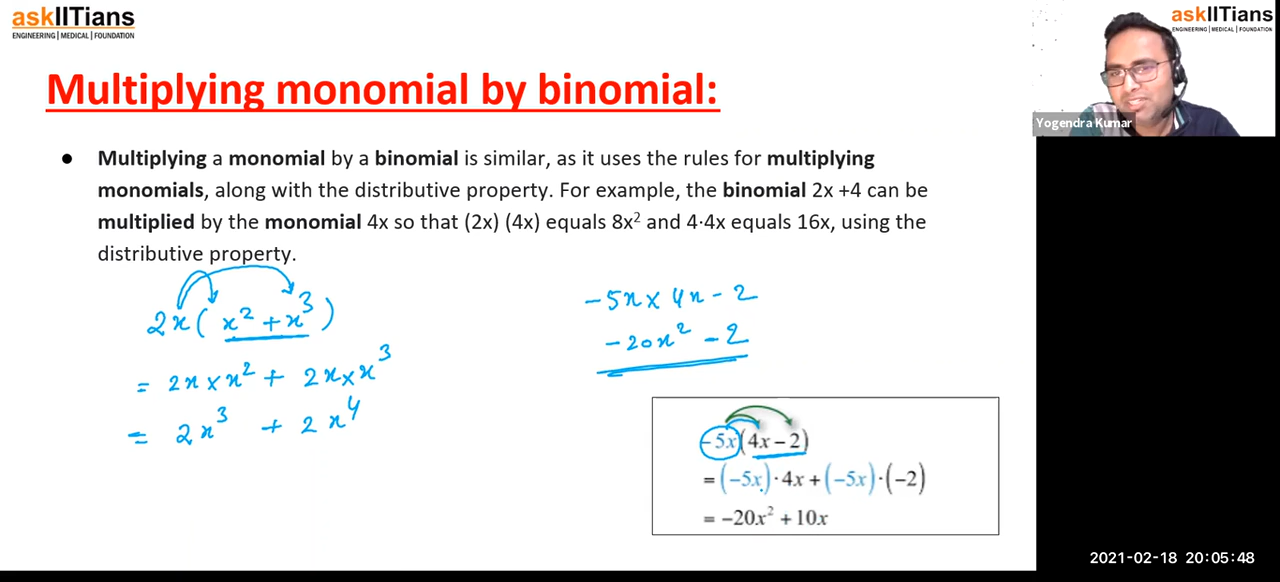 askIITians
ENGINEERING | MEDICAL | FOUNDATION
askIITians
ENGINEERING | MEDICAL | FOUNDATION
Multiplying monomial by binomial:
Yogendra Kumar
● Multiplying a monomial by a binomial is similar, as it uses the rules for multiplying
monomials, along with the distributive property. For example, the binomial 2x +4 can be
multiplied by the monomial 4x so that (2x) (4x) equals 8x² and 4·4x equals 16x, using the
distributive property.
2x( x² + x³ )
= 2x × x² + 2x × x³
= 2x³ + 2x⁴
-5x × 4x - 2
-20x² - 2
-5x(4x − 2)
= (−5x) · 4x + (−5x) · (−2)
= −20x² + 10x
2021-02-18 20:05:48